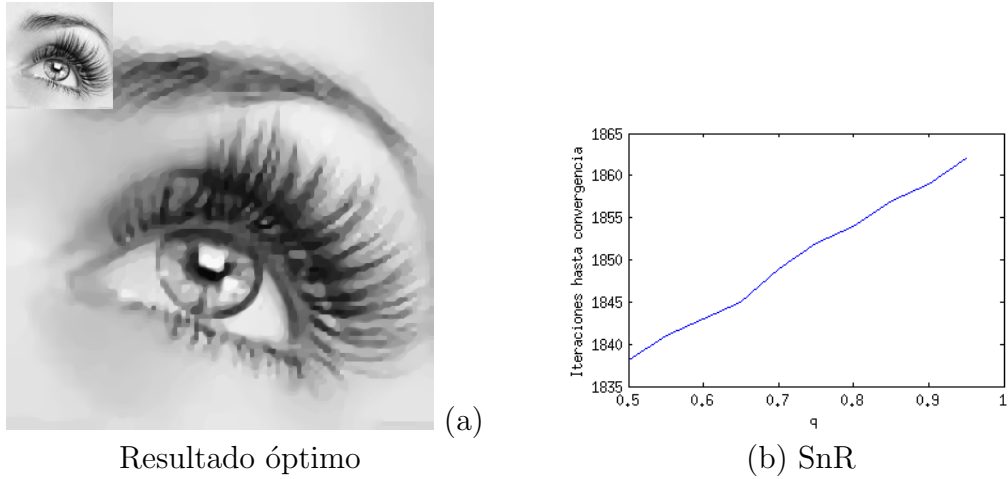 (a)
Resultado óptimo
Iteraciones hasta convergencia
1865
1860
1855
1850
1845
1840
1835
0.5
0.6
0.7
0.8
0.9
1
q
(b) SnR